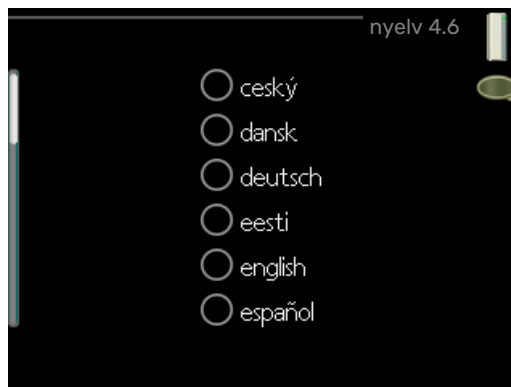 nyelv 4.6
ceský
dansk
deutsch
eesti
english
español